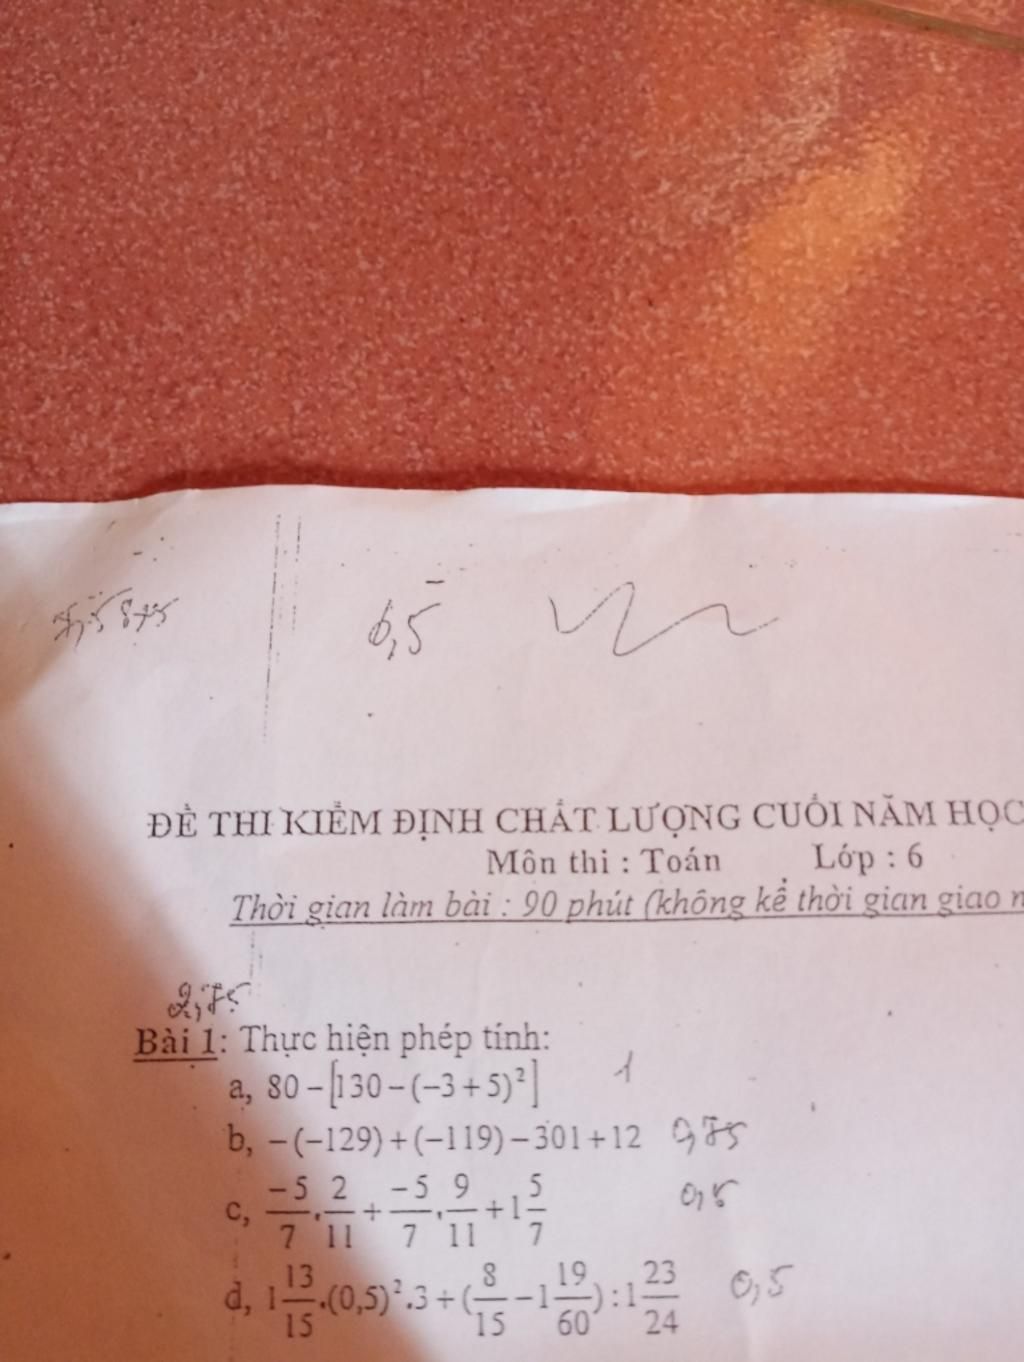 6,5
ĐỀ THI KIỂM ĐỊNH CHẤT LƯỢNG CUỐI NĂM HỌC
Môn thi : Toán Lớp : 6
Thời gian làm bài : 90 phút (không kể thời gian giao
2,75
Bài 1: Thực hiện phép tính:
a, 80 – [130 – (–3 + 5)²] 1
b, – (–129) + (–119) – 301 + 12 0,75
c, –5/7 . 2/11 + –5/7 . 9/11 + 1 5/7 0,5
d, 1 13/15 .(0,5)².3 + (8/15 – 1 19/60) : 1 23/24 0,5